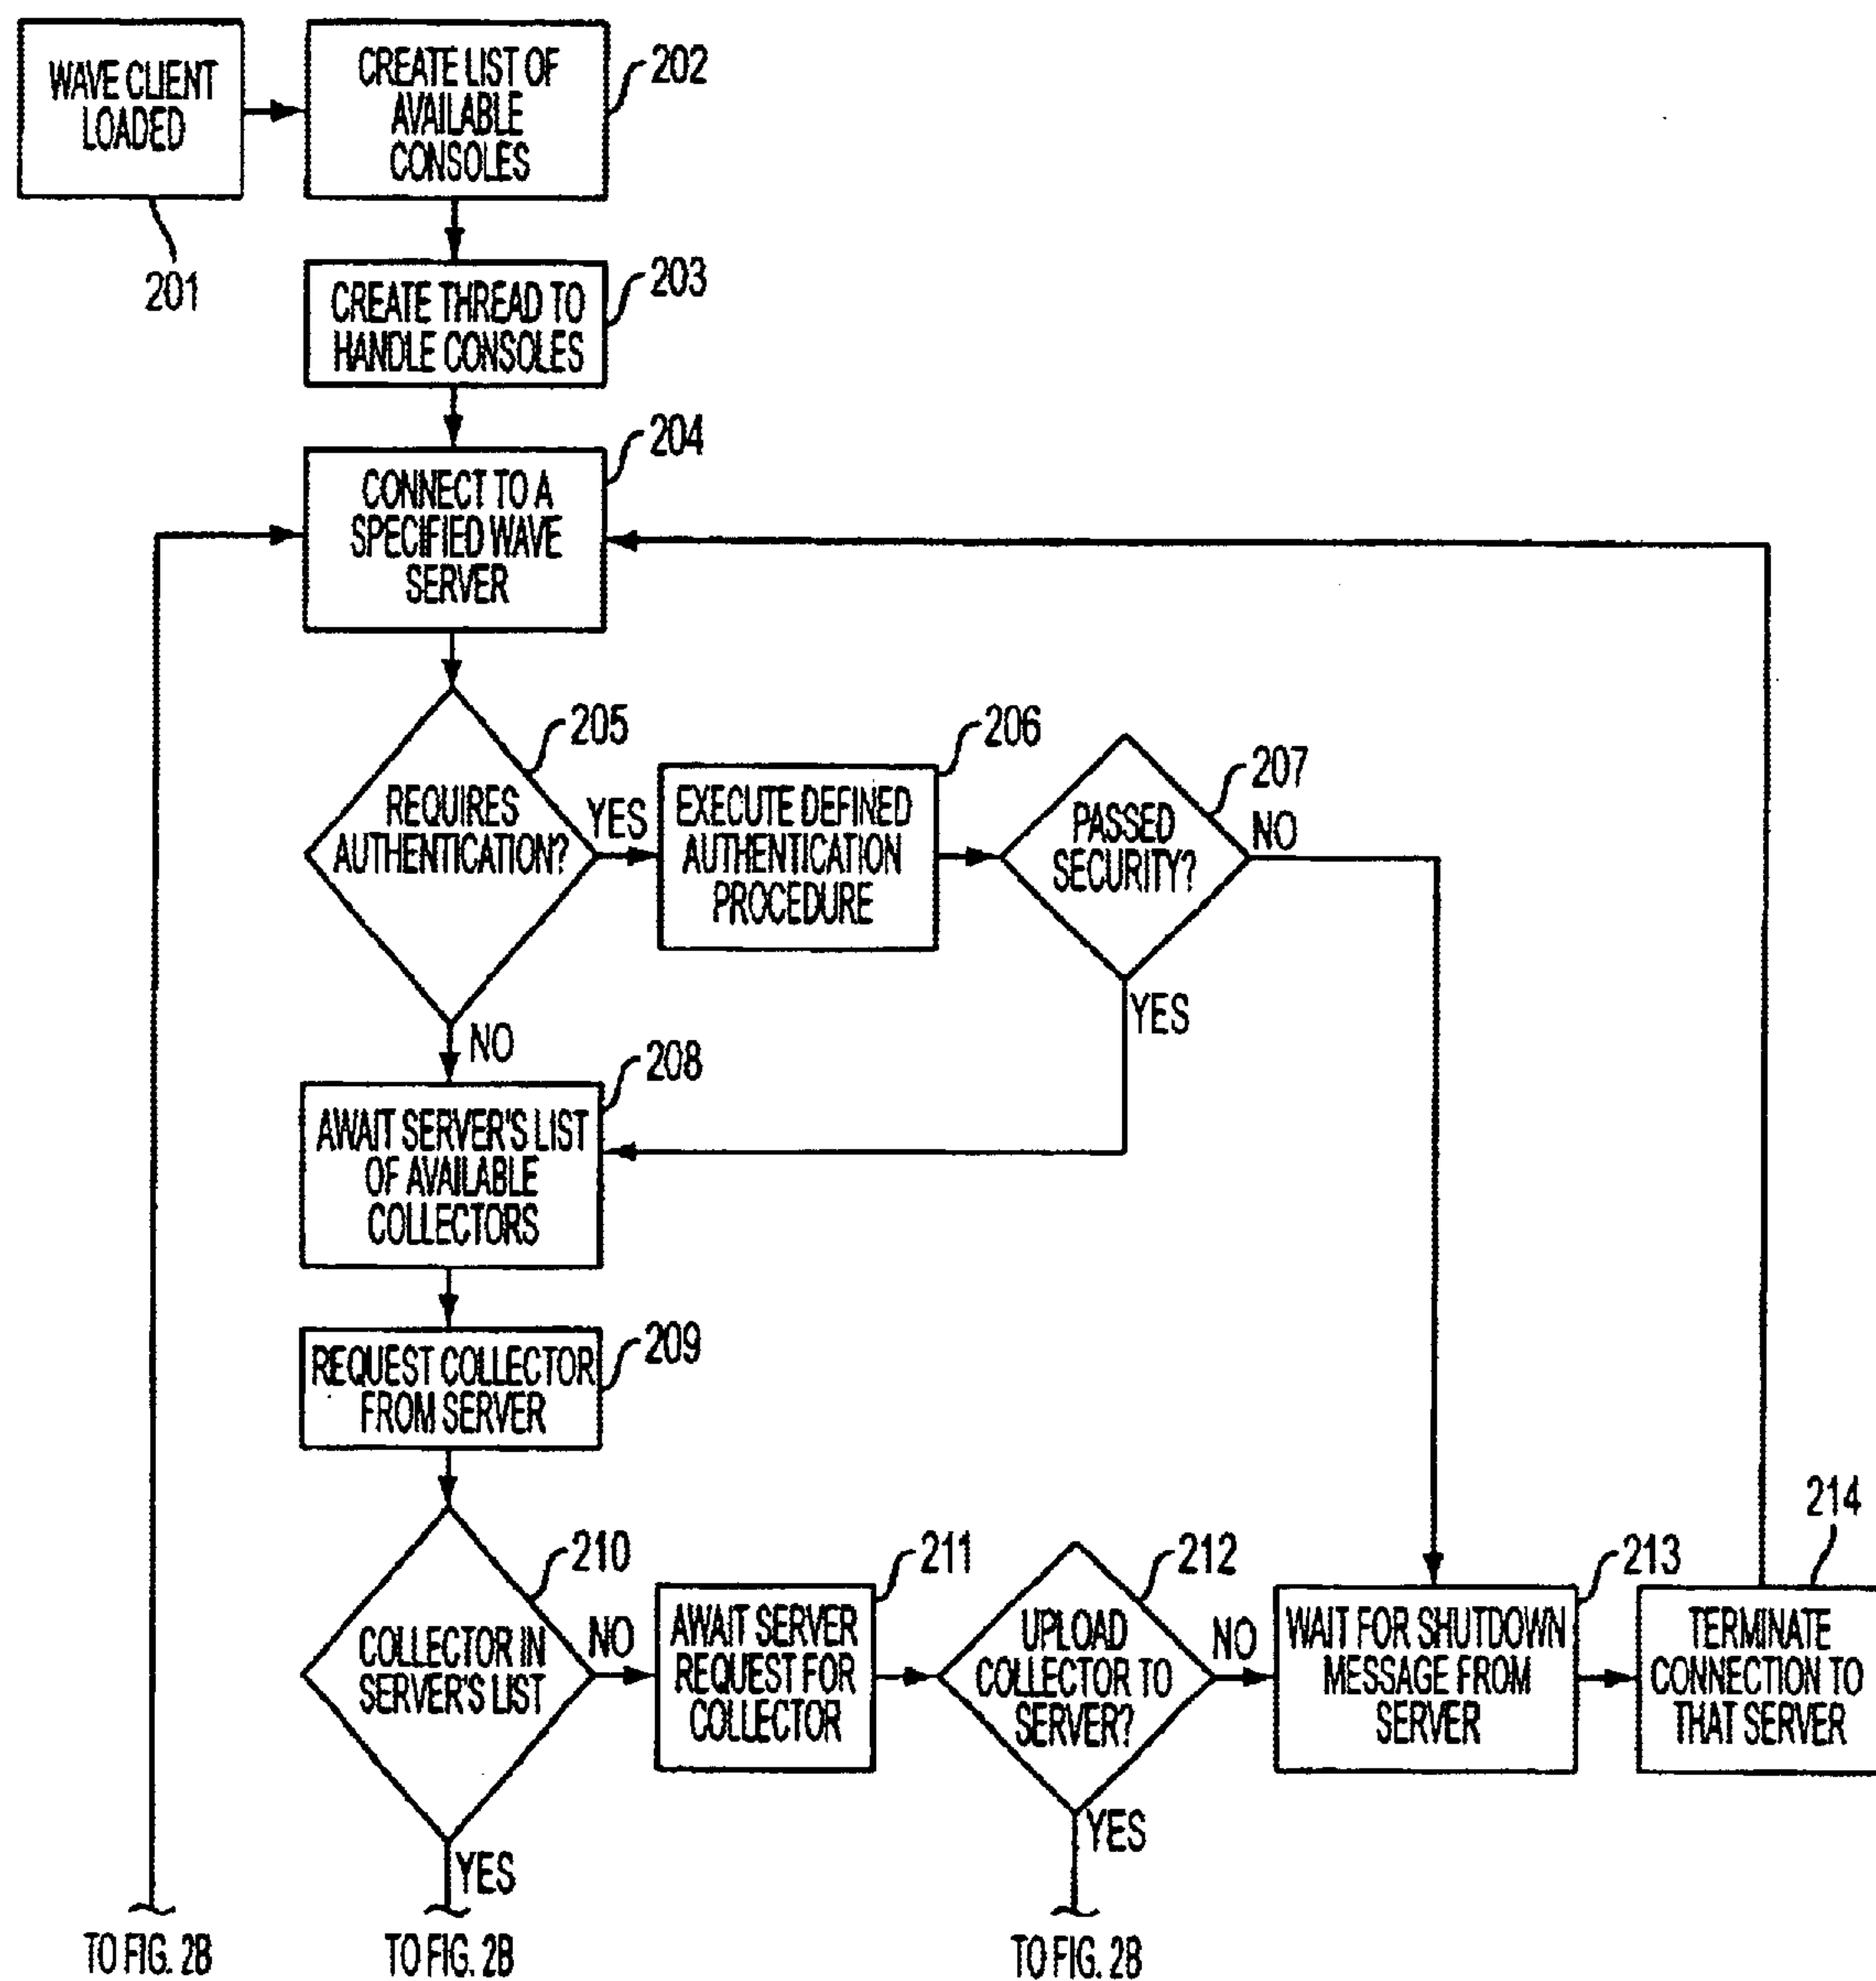 WAVE CLIENT
LOADED
201
CREATE LIST OF
AVAILABLE
CONSOLES
202
CREATE THREAD TO
HANDLE CONSOLES
203
CONNECT TO A
SPECIFIED WAVE
SERVER
204
REQUIRES
AUTHENTICATION?
205
YES
NO
EXECUTE DEFINED
AUTHENTICATION
PROCEDURE
206
PASSED
SECURITY?
207
NO
YES
AWAIT SERVER'S LIST
OF AVAILABLE
COLLECTORS
208
REQUEST COLLECTOR
FROM SERVER
209
COLLECTOR IN
SERVER'S LIST
210
NO
YES
AWAIT SERVER
REQUEST FOR
COLLECTOR
211
UPLOAD
COLLECTOR TO
SERVER?
212
NO
YES
WAIT FOR SHUTDOWN
MESSAGE FROM
SERVER
213
TERMINATE
CONNECTION TO
THAT SERVER
214
TO FIG. 2B
TO FIG. 2B
TO FIG. 2B